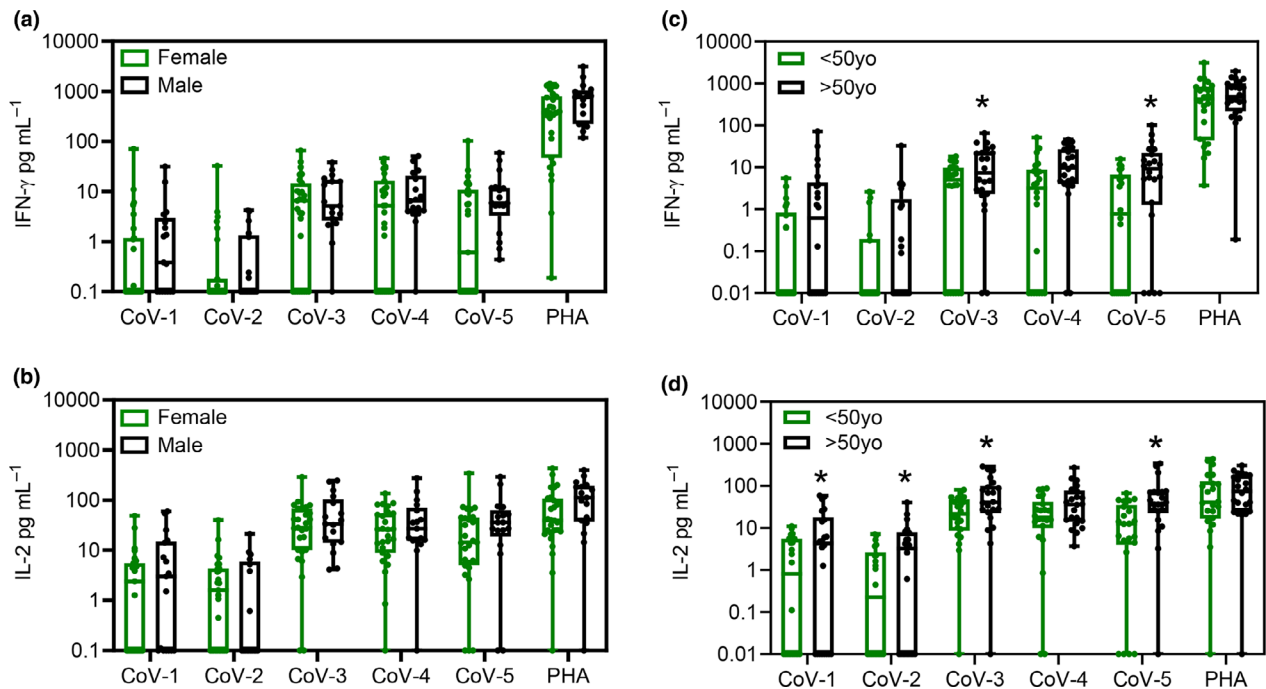 (a)
10000
Female
Male
1000
100
10
1
0.1
IFN-γ pg mL⁻¹
CoV-1 CoV-2 CoV-3 CoV-4 CoV-5 PHA
(c)
10000
<50yo
>50yo
1000
100
10
1
0.1
0.01
IFN-γ pg mL⁻¹
* *
CoV-1 CoV-2 CoV-3 CoV-4 CoV-5 PHA
(b)
10000
Female
Male
1000
100
10
1
0.1
IL-2 pg mL⁻¹
CoV-1 CoV-2 CoV-3 CoV-4 CoV-5 PHA
(d)
10000
<50yo
>50yo
1000
100
10
1
0.1
0.01
IL-2 pg mL⁻¹
* * * *
CoV-1 CoV-2 CoV-3 CoV-4 CoV-5 PHA